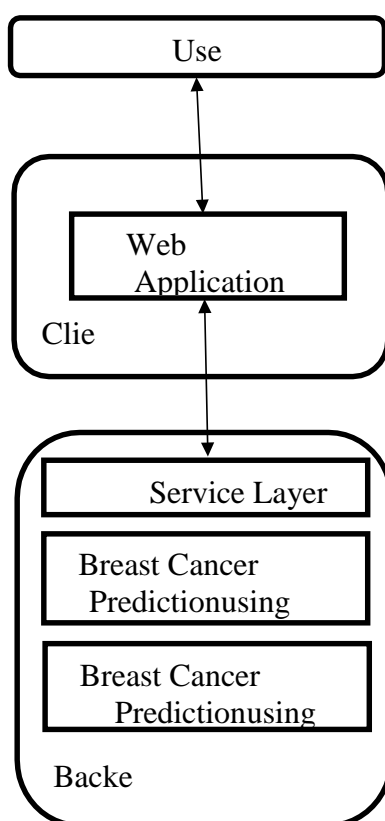 Use
Web
Application
Clie
Service Layer
Breast Cancer
Predictionusing
Breast Cancer
Predictionusing
Backe